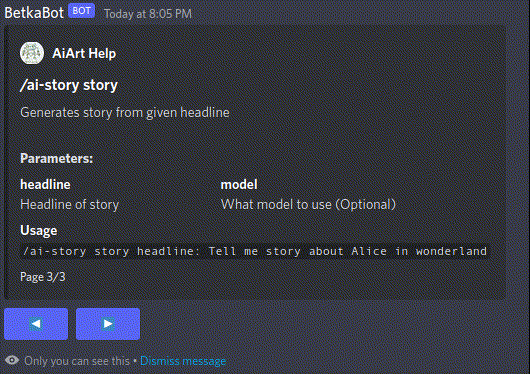 BetkaBot BOT Today at 8:05 PM
AiArt Help
/ai-story story
Generates story from given headline
Parameters:
headline model
Headline of story What model to use (Optional)
Usage
/ai-story story headline: Tell me story about Alice in wonderland
Page 3/3
Only you can see this • Dismiss message